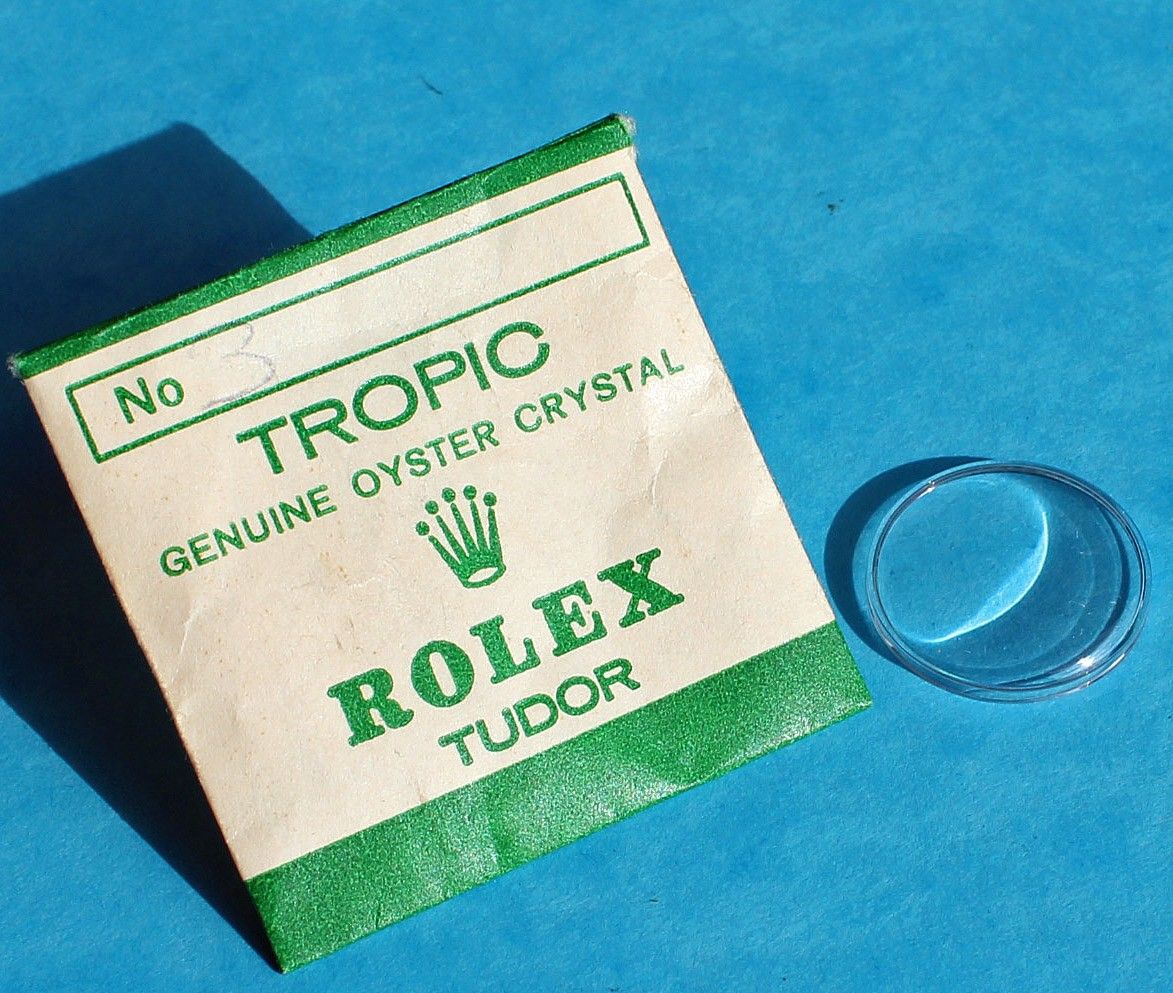 No 3
TROPIC
GENUINE OYSTER CRYSTAL
ROLEX
TUDOR